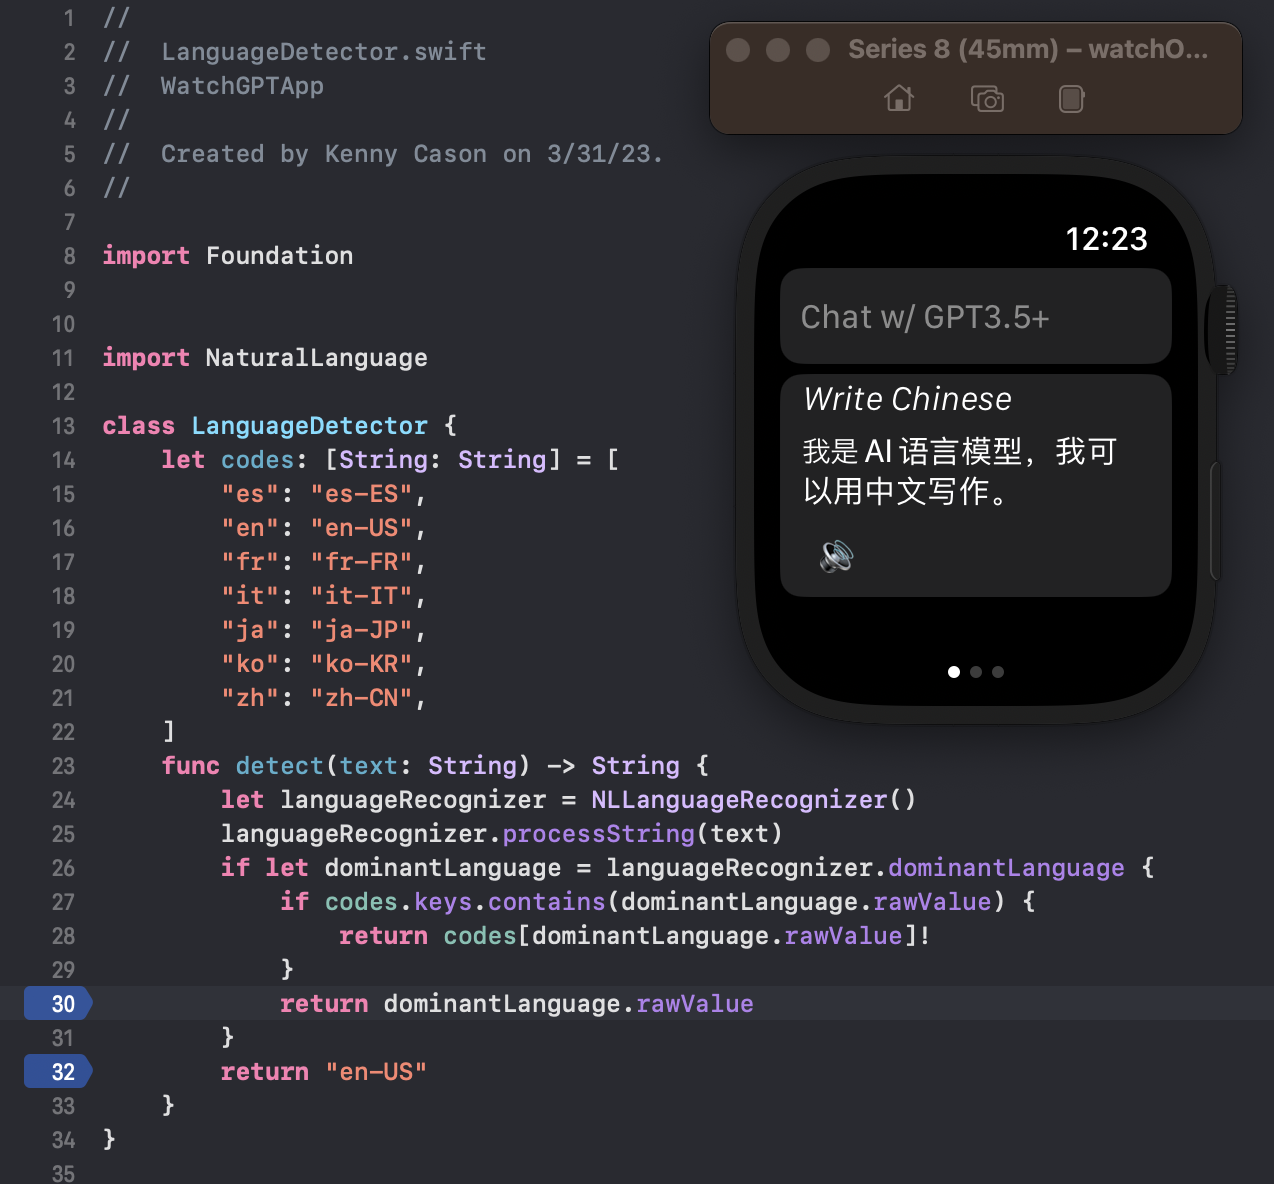 1 //
2 //  LanguageDetector.swift
3 //  WatchGPTApp
4 //
5 //  Created by Kenny Cason on 3/31/23.
6 //
7
8 import Foundation
9
10
11 import NaturalLanguage
12
13 class LanguageDetector {
14     let codes: [String: String] = [
15         "es": "es-ES",
16         "en": "en-US",
17         "fr": "fr-FR",
18         "it": "it-IT",
19         "ja": "ja-JP",
20         "ko": "ko-KR",
21         "zh": "zh-CN",
22     ]
23     func detect(text: String) -> String {
24         let languageRecognizer = NLLanguageRecognizer()
25         languageRecognizer.processString(text)
26         if let dominantLanguage = languageRecognizer.dominantLanguage {
27             if codes.keys.contains(dominantLanguage.rawValue) {
28                 return codes[dominantLanguage.rawValue]!
29             }
30             return dominantLanguage.rawValue
31         }
32         return "en-US"
33     }
34 }
35
Series 8 (45mm) – watchO...
12:23
Chat w/ GPT3.5+
Write Chinese
我是 AI 语言模型，我可
以用中文写作。